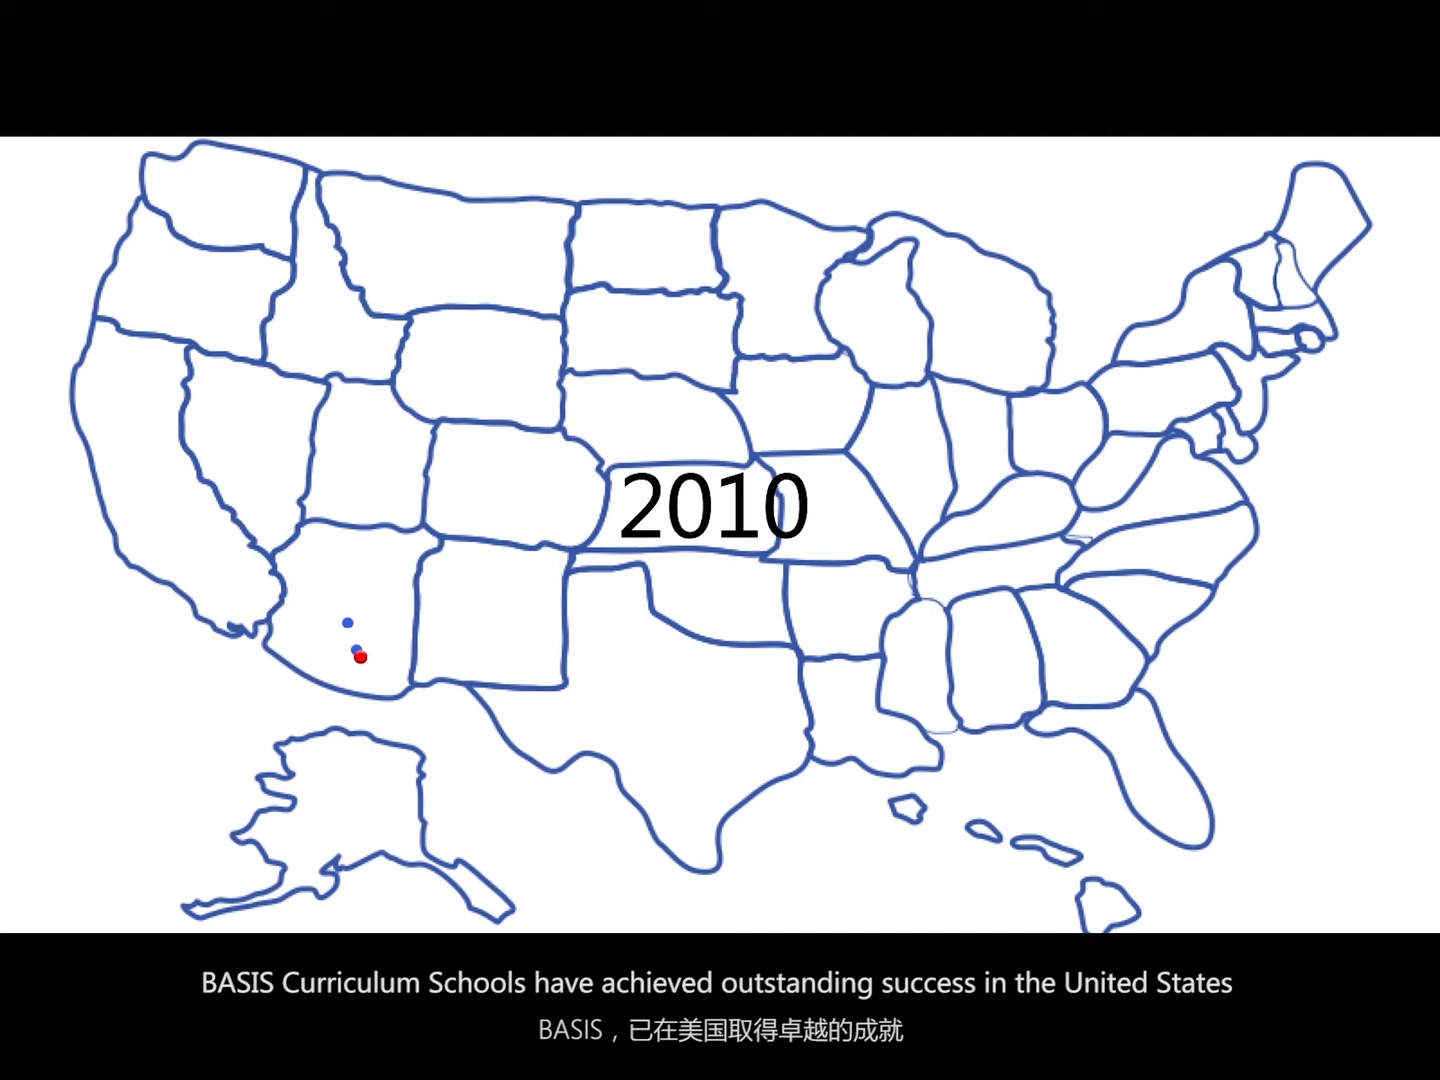 2010
BASIS Curriculum Schools have achieved outstanding success in the United States
BASIS，已在美国取得卓越的成就